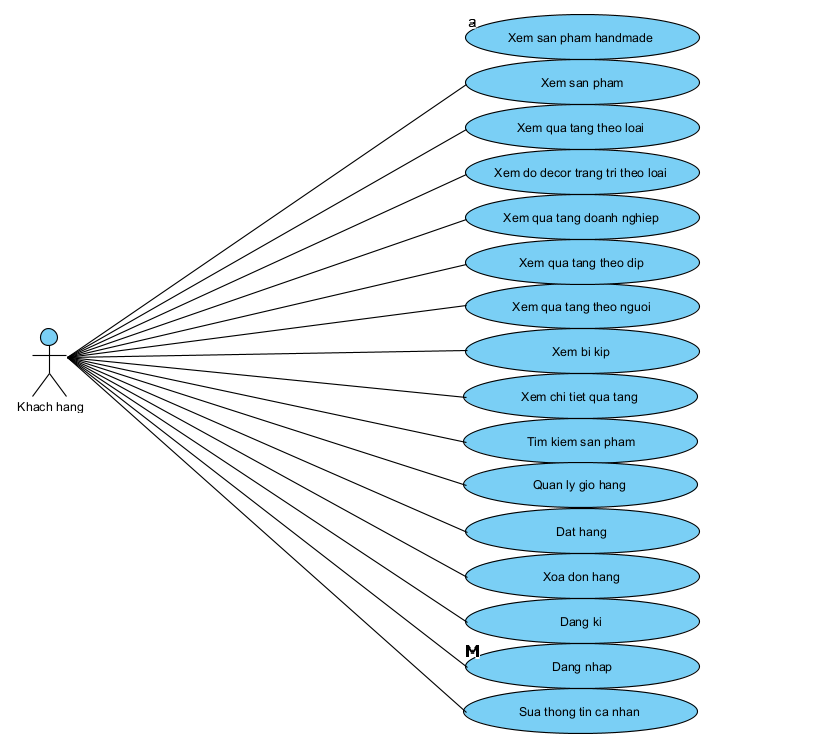 a
Xem san pham handmade
Xem san pham
Xem qua tang theo loai
Xem do decor trang tri theo loai
Xem qua tang doanh nghiep
Xem qua tang theo dip
Xem qua tang theo nguoi
Xem bi kip
Khach hang
Xem chi tiet qua tang
Tim kiem san pham
Quan ly gio hang
Dat hang
Xoa don hang
Dang ki
M
Dang nhap
Sua thong tin ca nhan